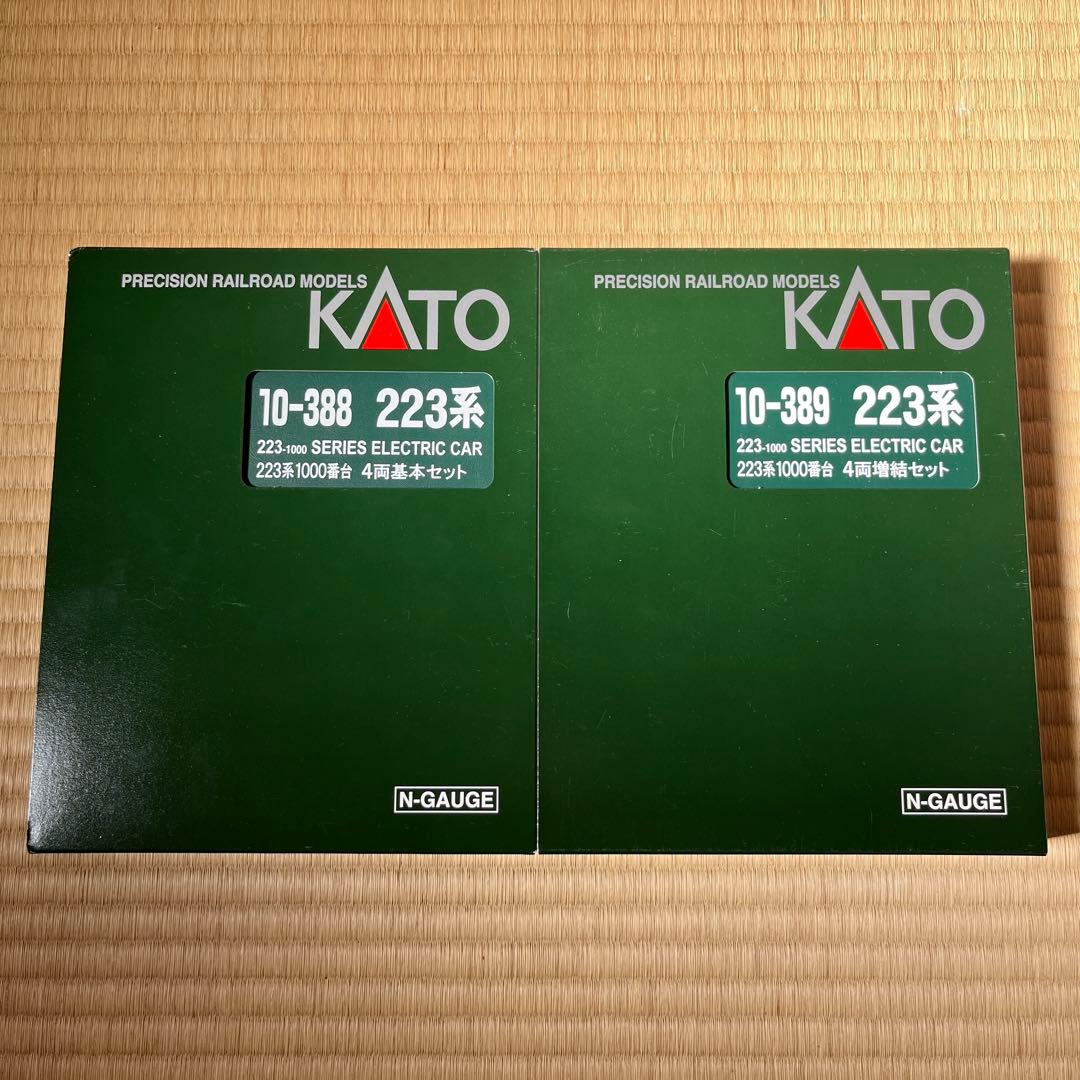 PRECISION RAILROAD MODELS
KATO
10-388 223系
223-1000 SERIES ELECTRIC CAR
223系1000番台 4両基本セット
N-GAUGE
PRECISION RAILROAD MODELS
KATO
10-389 223系
223-1000 SERIES ELECTRIC CAR
223系1000番台 4両増結セット
N-GAUGE